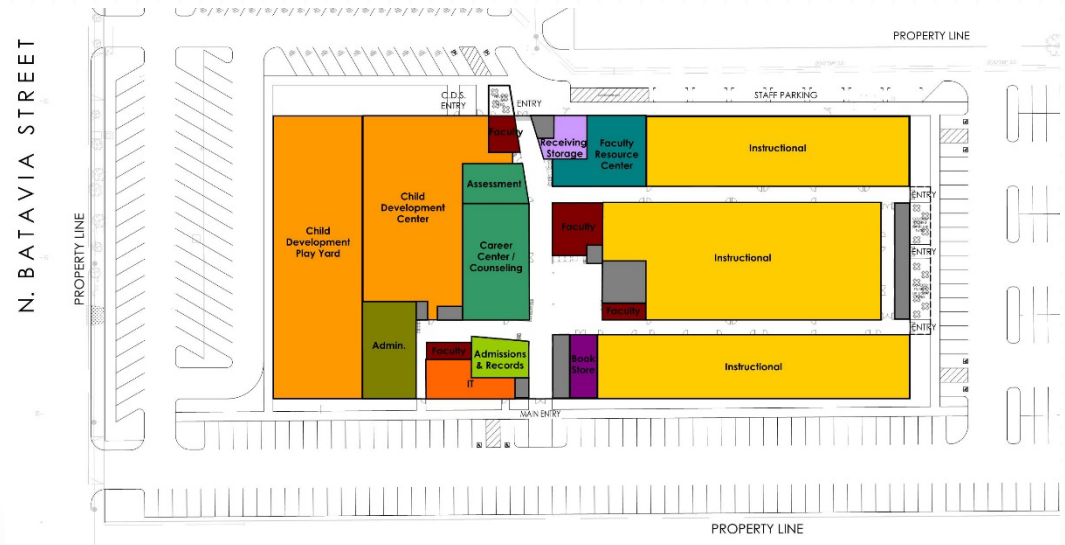 PROPERTY LINE
STAFF PARKING
C.D.S.
ENTRY
ENTRY
Faculty
Receiving
Storage
Faculty
Resource
Center
Instructional
Assessment
Child
Development
Center
Child
Development
Play Yard
Career
Center /
Counseling
Faculty
Instructional
Faculty
ENTRY
ENTRY
ENTRY
N. BATAVIA STREET
PROPERTY LINE
Admin.
Faculty
Admissions
& Records
IT
Book
Store
Instructional
MAIN ENTRY
PROPERTY LINE